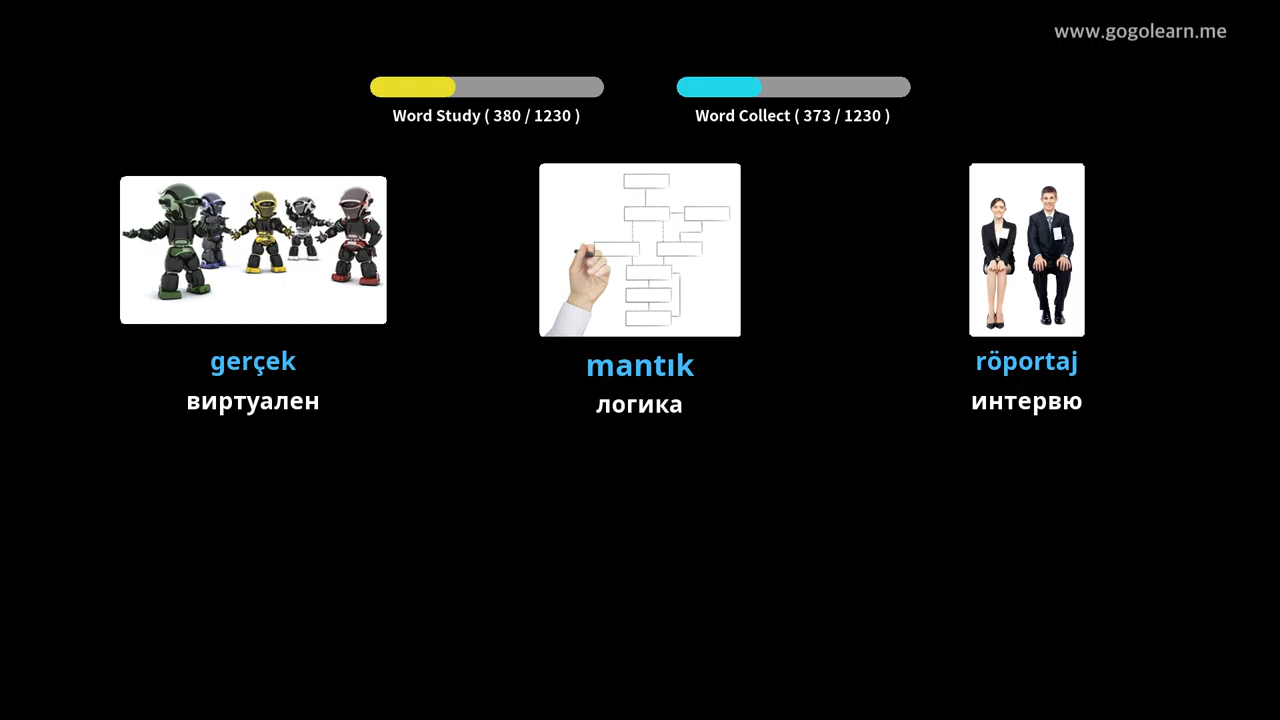 www.gogolearn.me
Word Study ( 380 / 1230 )
Word Collect ( 373 / 1230 )
gerçek
виртуален
mantık
логика
röportaj
интервю